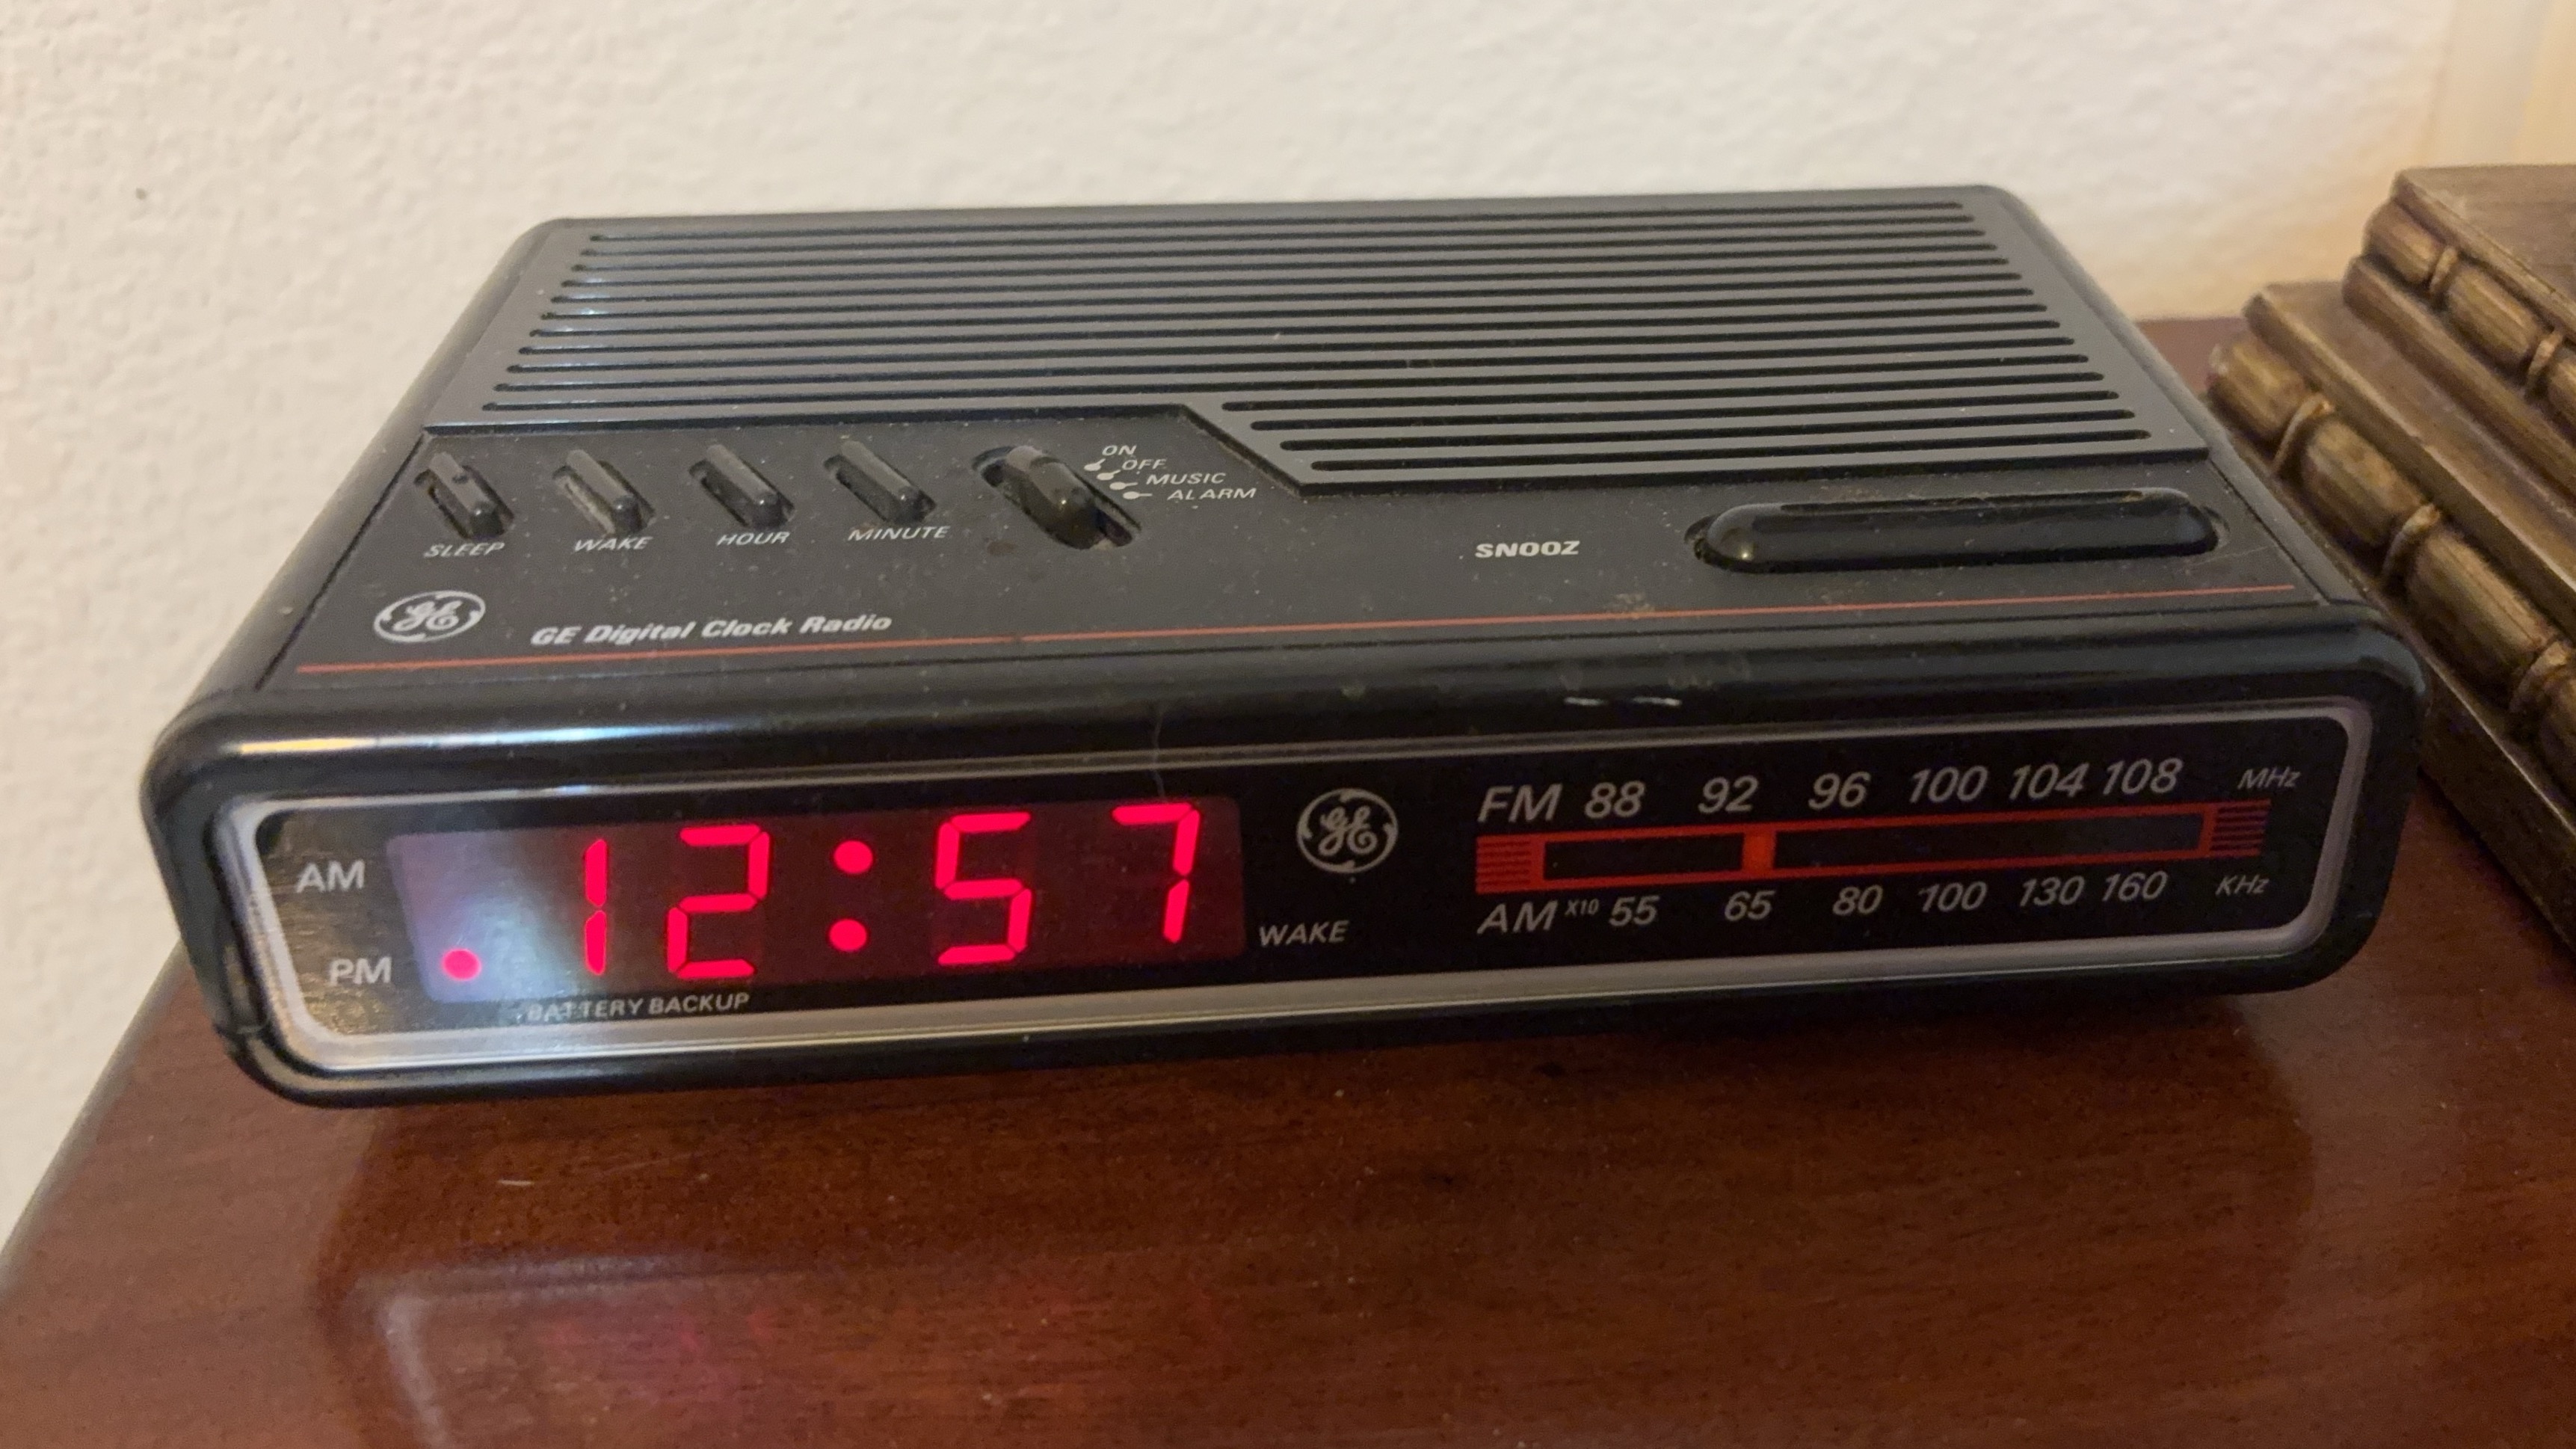 ON
OFF
MUSIC
ALARM
SLEEP
WAKE
HOUR
MINUTE
SNOOZ
GE
GE Digital Clock Radio
AM
PM
12:57
BATTERY BACKUP
WAKE
GE
FM 88 92 96 100 104 108 MHz
AM X10 55 65 80 100 130 160 KHz